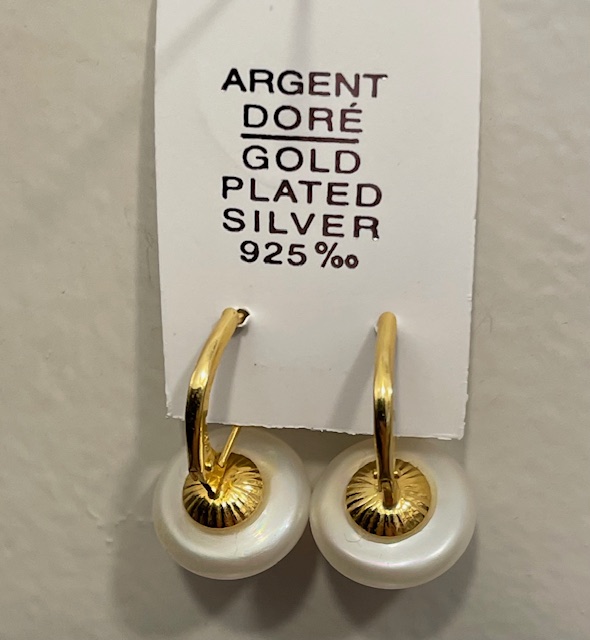 ARGENT
DORÉ
GOLD
PLATED
SILVER
925‰